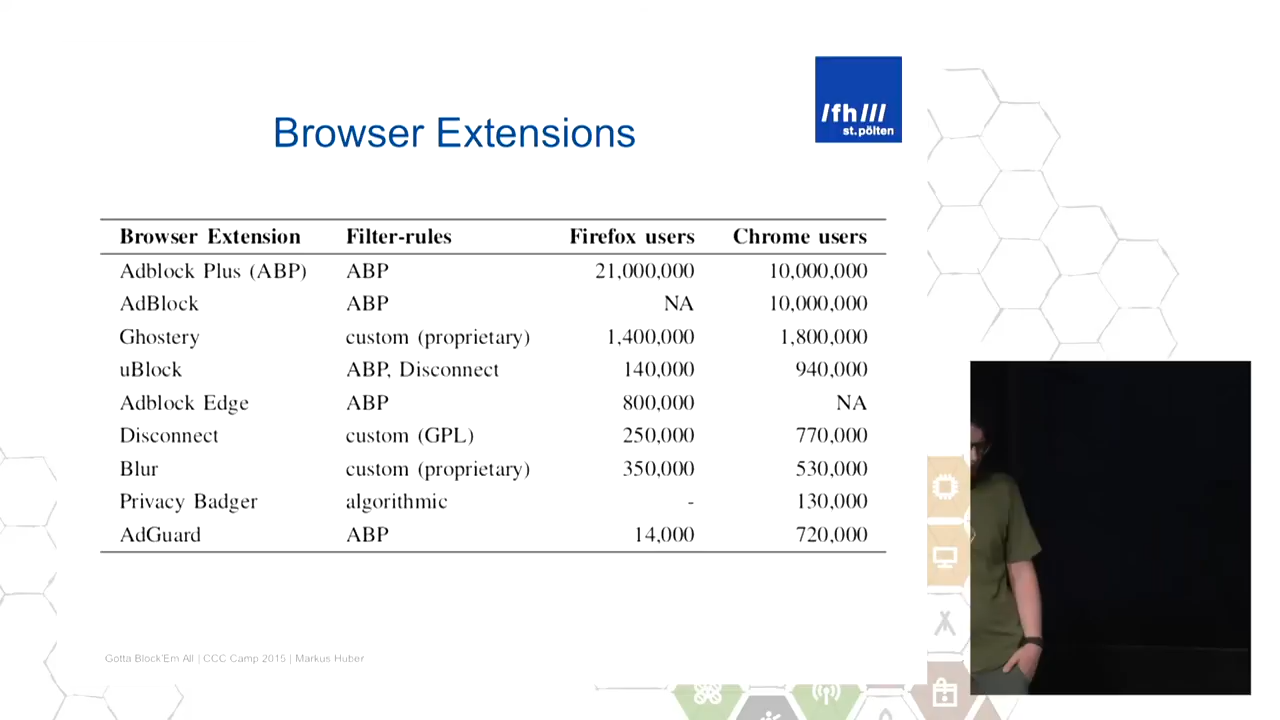 /fh///
st.pölten
Browser Extensions
Browser Extension Filter-rules Firefox users Chrome users
Adblock Plus (ABP) ABP 21,000,000 10,000,000
AdBlock ABP NA 10,000,000
Ghostery custom (proprietary) 1,400,000 1,800,000
uBlock ABP, Disconnect 140,000 940,000
Adblock Edge ABP 800,000 NA
Disconnect custom (GPL) 250,000 770,000
Blur custom (proprietary) 350,000 530,000
Privacy Badger algorithmic - 130,000
AdGuard ABP 14,000 720,000
Gotta Block'Em All | CCC Camp 2015 | Markus Huber